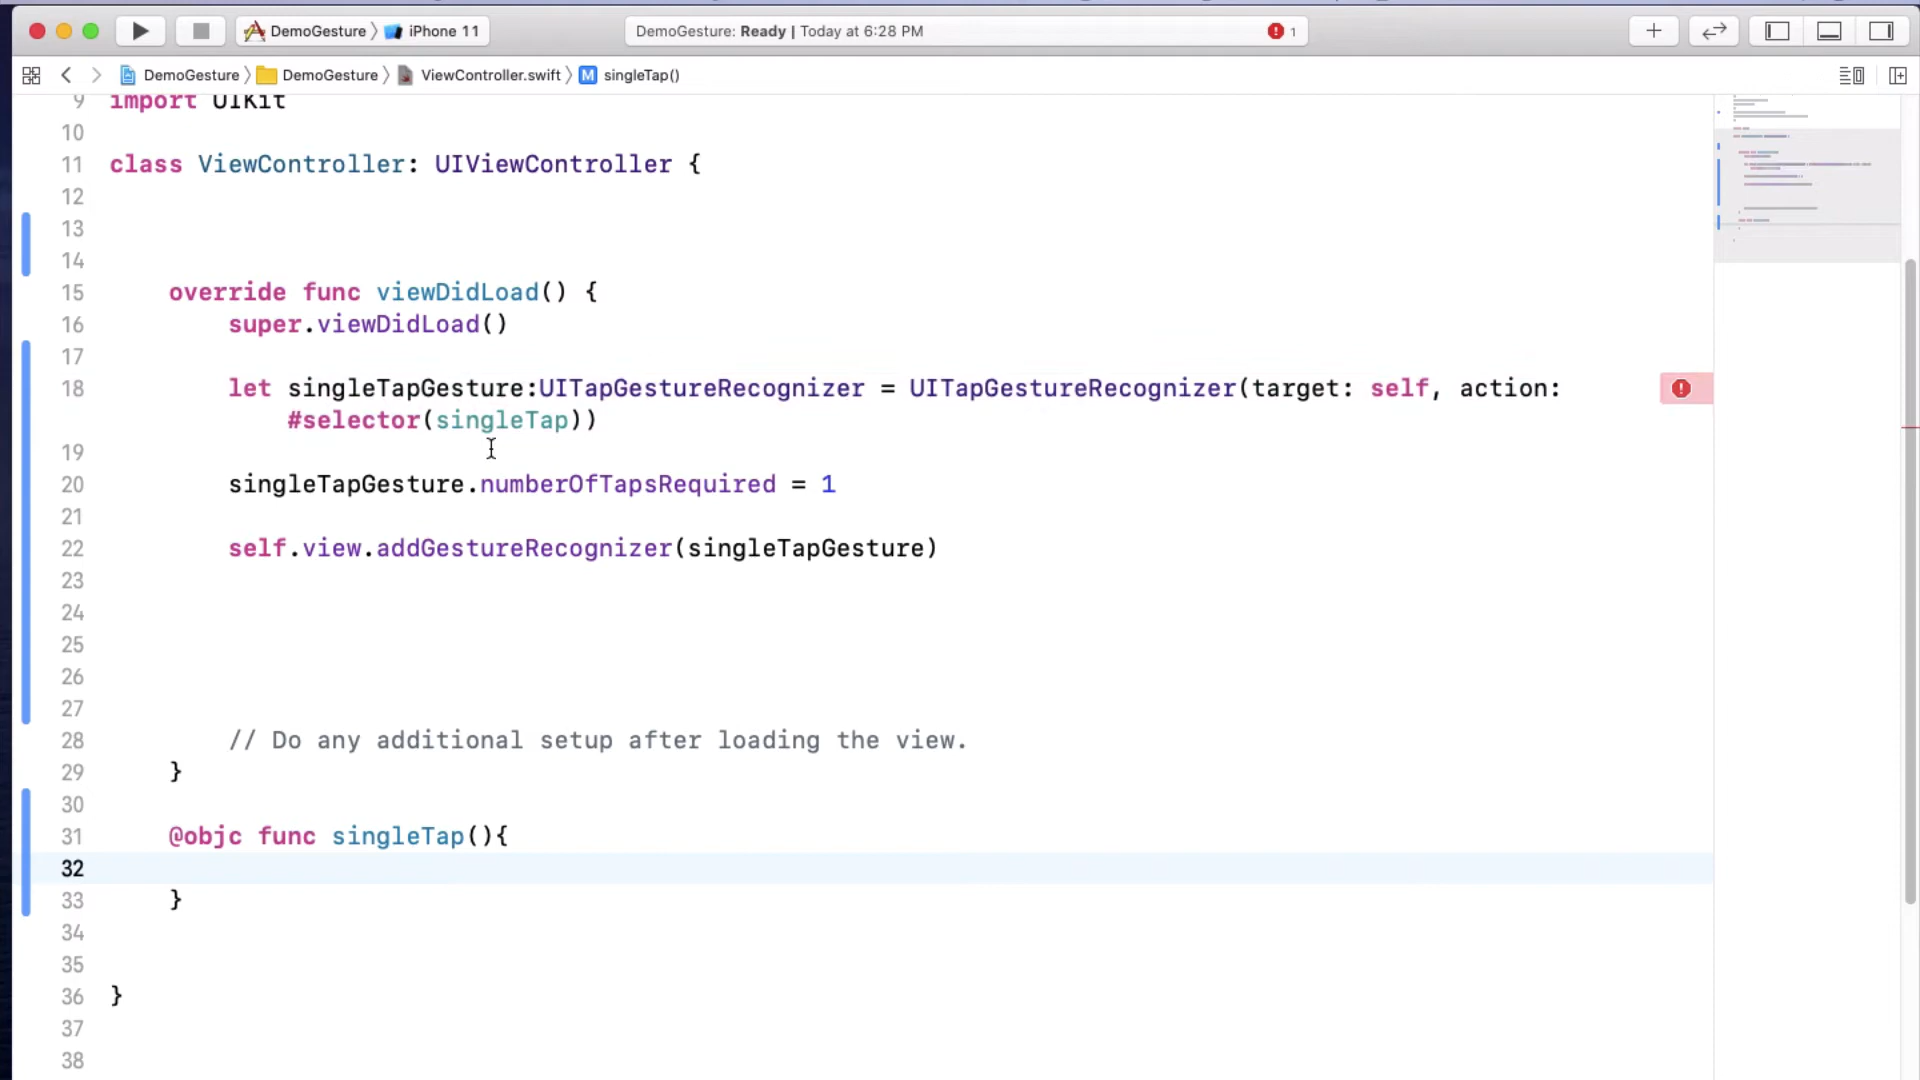 DemoGesture 〉 iPhone 11
DemoGesture: Ready | Today at 6:28 PM
1
DemoGesture 〉 DemoGesture 〉 ViewController.swift 〉 M singleTap()
9 import UIKit
10
11 class ViewController: UIViewController {
12
13
14
15 override func viewDidLoad() {
16 super.viewDidLoad()
17
18 let singleTapGesture:UITapGestureRecognizer = UITapGestureRecognizer(target: self, action:
#selector(singleTap))
19
20 singleTapGesture.numberOfTapsRequired = 1
21
22 self.view.addGestureRecognizer(singleTapGesture)
23
24
25
26
27
28 // Do any additional setup after loading the view.
29 }
30
31 @objc func singleTap(){
32
33 }
34
35
36 }
37
38